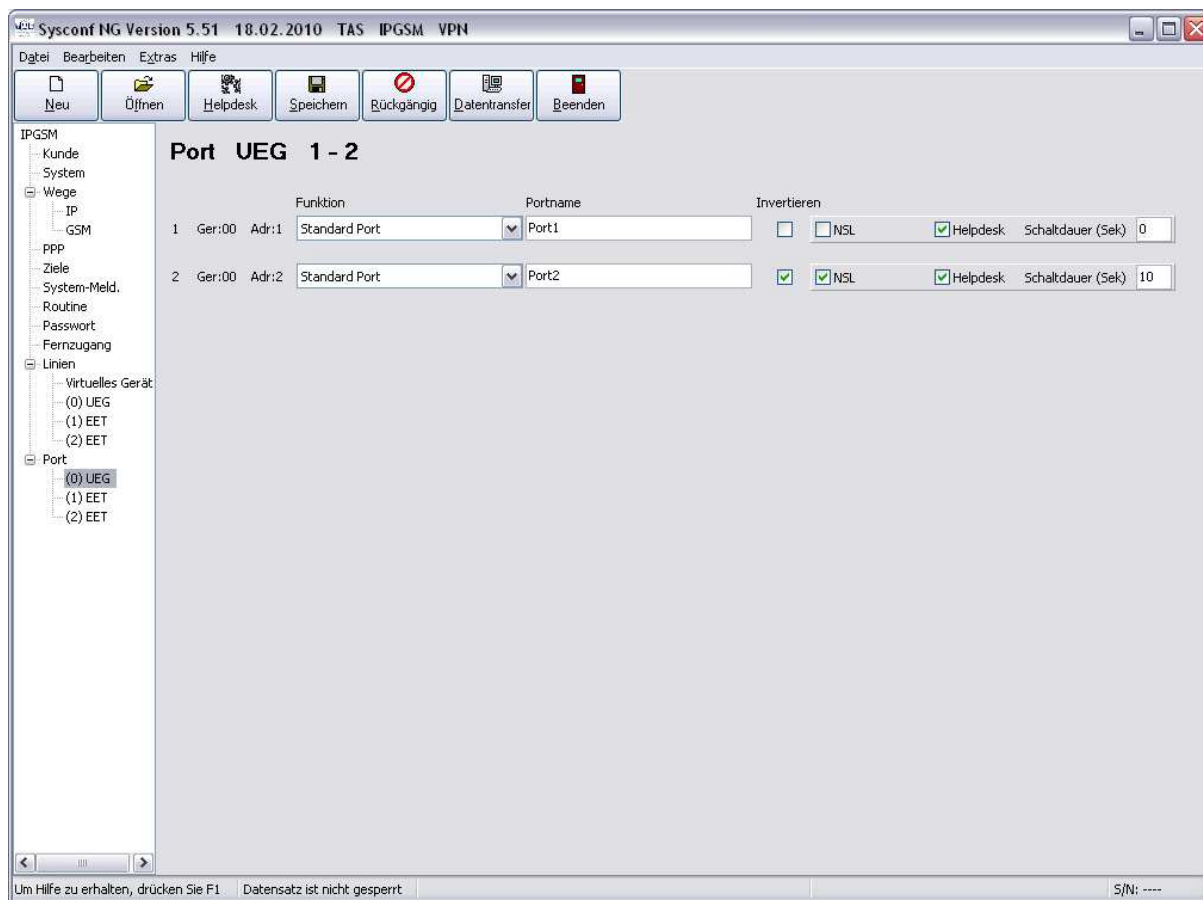 Sysconf NG Version 5.51 18.02.2010 TAS IPGSM VPN
Datei Bearbeiten Extras Hilfe
Neu Öffnen Helpdesk Speichern Rückgängig Datentransfer Beenden
IPGSM
Kunde
System
Wege
IP
GSM
PPP
Ziele
System-Meld.
Routine
Passwort
Fernzugang
Linien
Virtuelles Gerät
(0) UEG
(1) EET
(2) EET
Port
(0) UEG
(1) EET
(2) EET
Port UEG 1 - 2
Funktion Portname Invertieren
1 Ger:00 Adr:1 Standard Port Port1 NSL Helpdesk Schaltdauer (Sek) 0
2 Ger:00 Adr:2 Standard Port Port2 NSL Helpdesk Schaltdauer (Sek) 10
Um Hilfe zu erhalten, drücken Sie F1 Datensatz ist nicht gesperrt S/N: ----